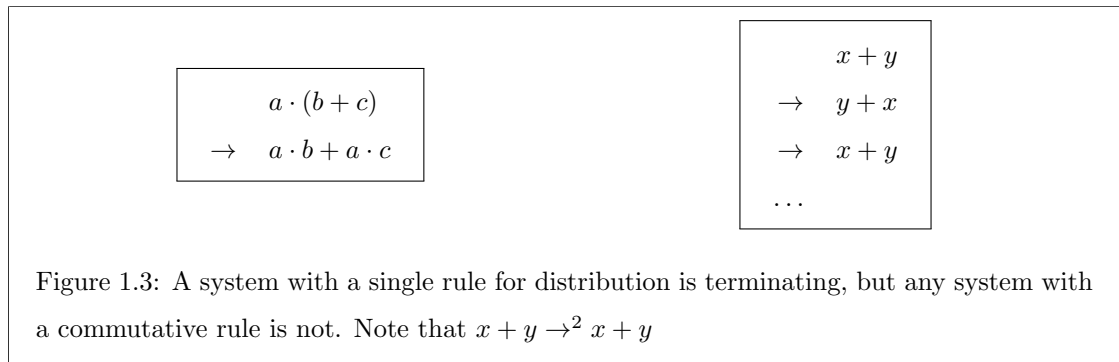 a · (b + c)
→ a · b + a · c
x + y
→ y + x
→ x + y
...
Figure 1.3: A system with a single rule for distribution is terminating, but any system with
a commutative rule is not. Note that x + y →² x + y